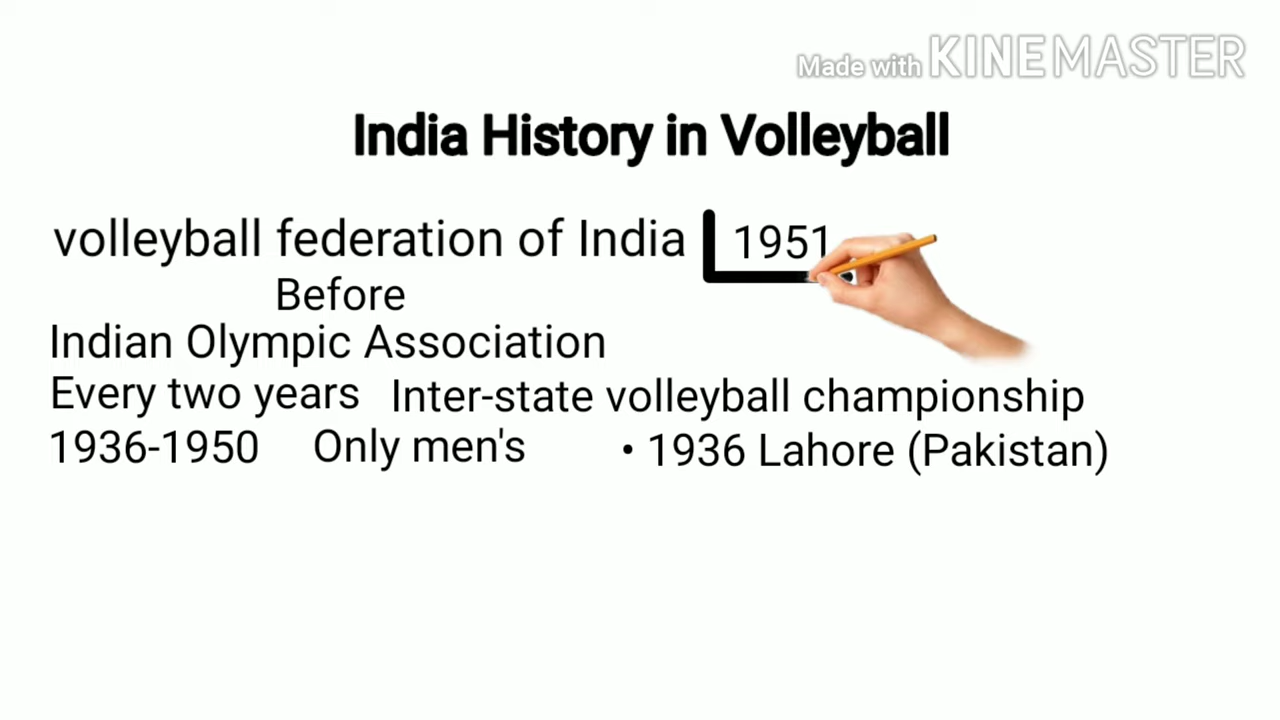 Made with KINEMASTER
India History in Volleyball
volleyball federation of India 1951
Before
Indian Olympic Association
Every two years Inter-state volleyball championship
1936-1950 Only men's • 1936 Lahore (Pakistan)